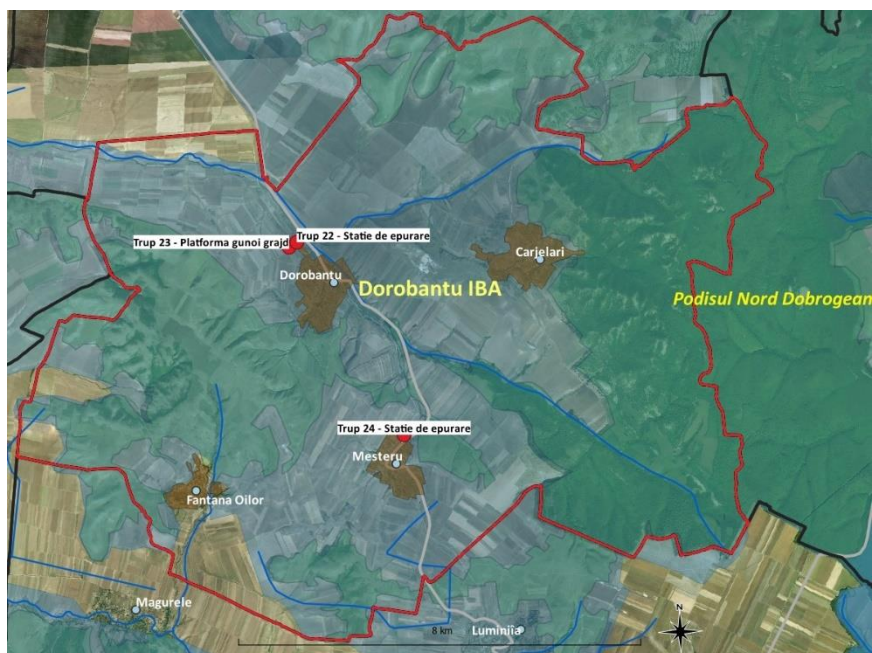 Trup 22 - Statie de epurare
Trup 23 - Platforma gunoi grajd
Carjelari
Dorobantu
Dorobantu IBA
Podisul Nord Dobrogean
Trup 24 - Statie de epurare
Mesteru
Fantana Oilor
Magurele
Luminiia
8 km
N